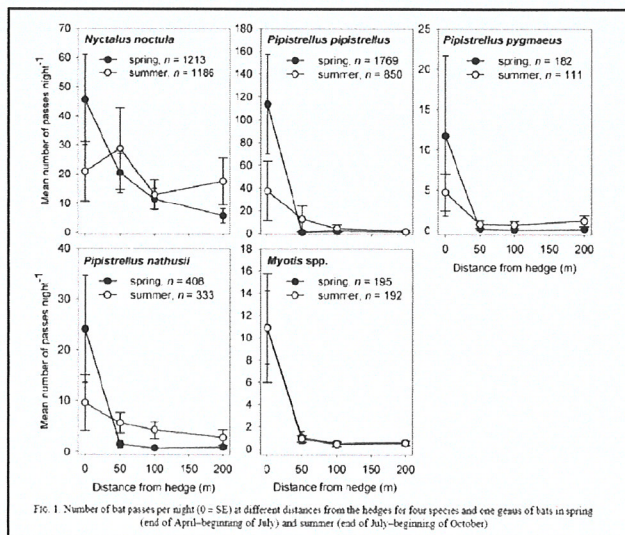 Nyctalus noctula
spring, n = 1213
summer, n = 1186
Mean number of passes night⁻¹
70
60
50
40
30
20
10
0
Pipistrellus pipistrellus
spring, n = 1769
summer, n = 850
180
160
140
120
100
80
60
40
20
0
Pipistrellus pygmaeus
spring, n = 182
summer, n = 111
25
20
15
10
5
0
0 50 100 200
Distance from hedge (m)
Pipistrellus nathusii
spring, n = 408
summer, n = 333
Mean number of passes night⁻¹
40
30
20
10
0
0 50 100 200
Distance from hedge (m)
Myotis spp.
spring, n = 195
summer, n = 192
18
16
14
12
10
8
6
4
2
0
0 50 100 200
Distance from hedge (m)
FIG. 1. Number of bat passes per night (0 = SE) at different distances from the hedges for four species and one genus of bats in spring
(end of April–beginning of July) and summer (end of July–beginning of October)